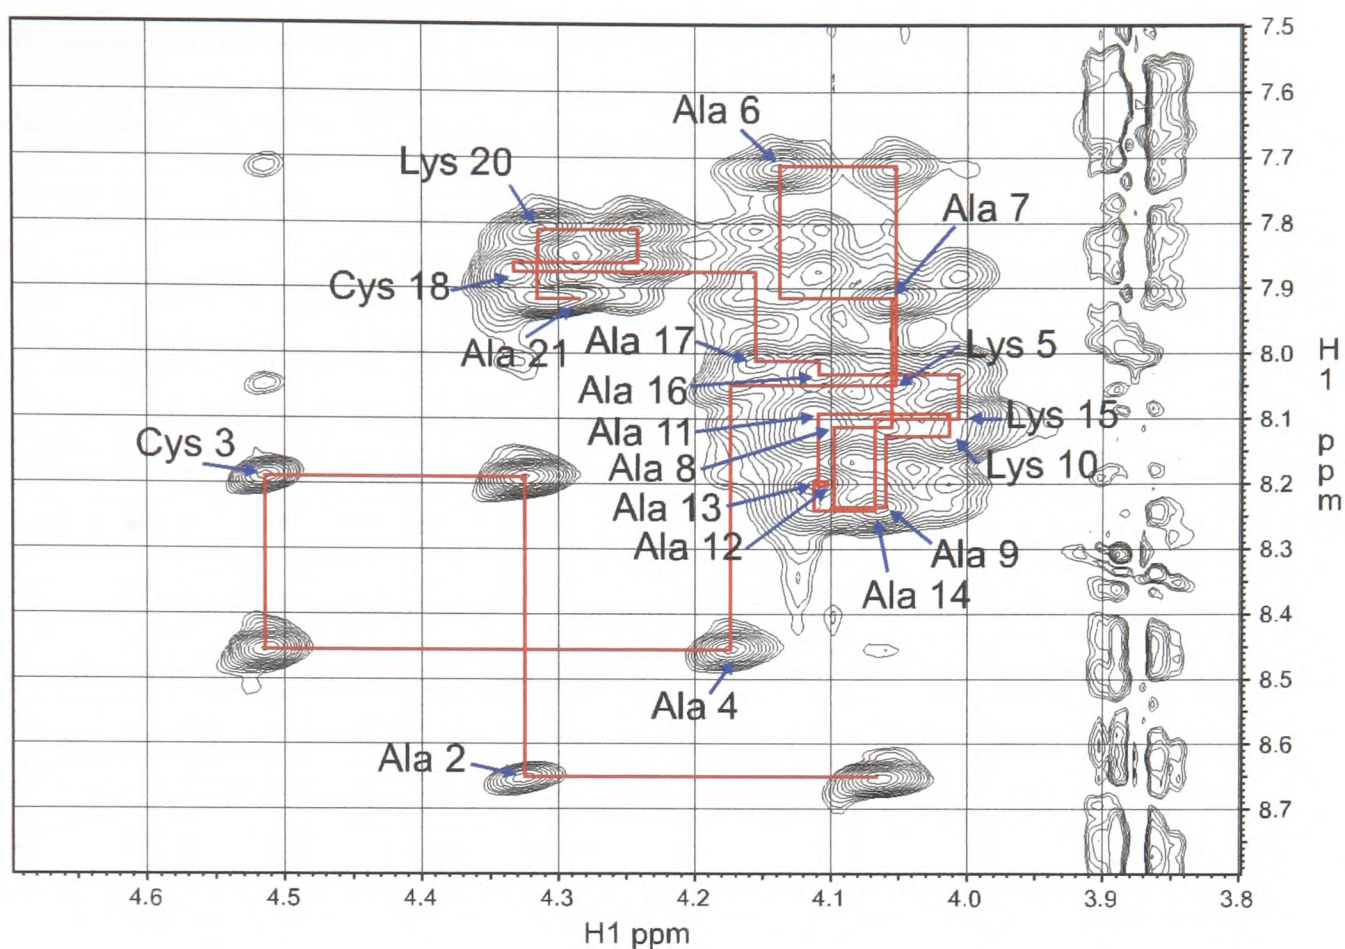 7.5
7.6
Ala 6
Lys 20
7.7
7.8
Ala 7
Cys 18
7.9
Ala 17
Lys 5
Ala 21
8.0
H
1
Ala 16
8.1
Cys 3
Ala 11
Lys 15
ppm
Ala 8
Lys 10
8.2
Ala 13
Ala 12
Ala 9
8.3
Ala 14
8.4
8.5
Ala 4
8.6
Ala 2
8.7
4.6 4.5 4.4 4.3 4.2 4.1 4.0 3.9 3.8
H1 ppm